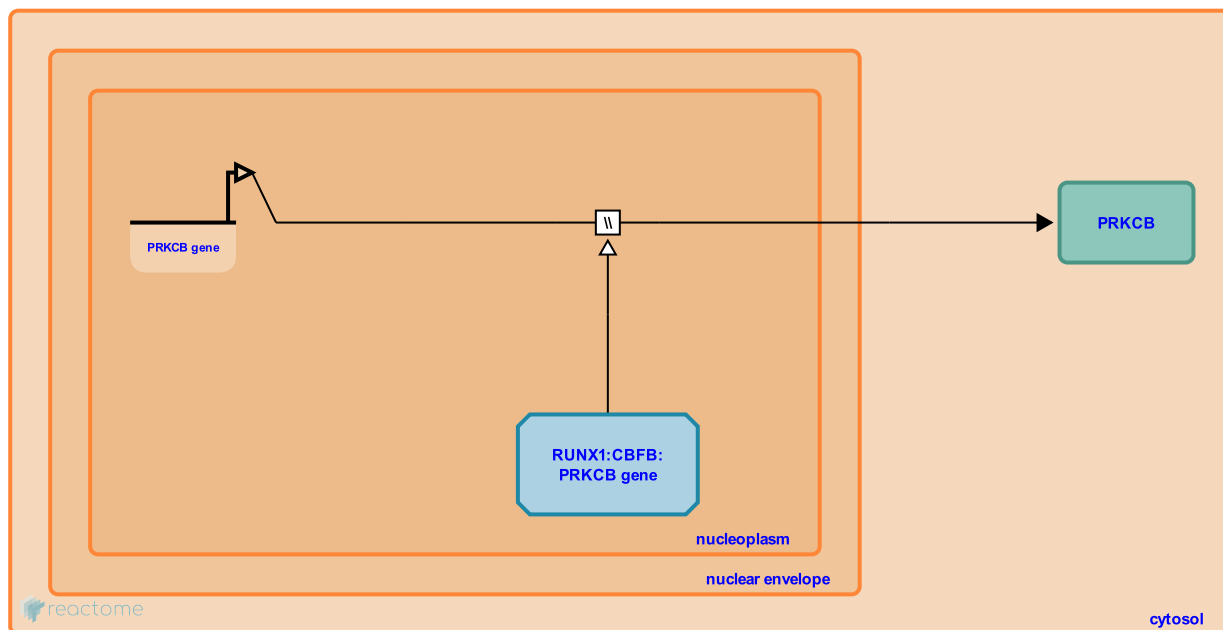 PRKCB gene
\\
PRKCB
RUNX1:CBFB:
PRKCB gene
nucleoplasm
nuclear envelope
reactome
cytosol